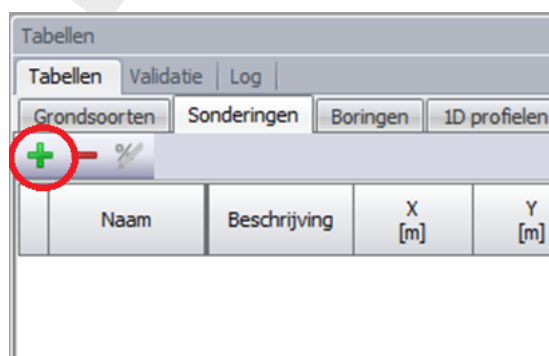 Tabellen
Tabellen Validatie Log
Grondsoorten Sonderingen Boringen 1D profielen
Naam Beschrijving X [m] Y [m]